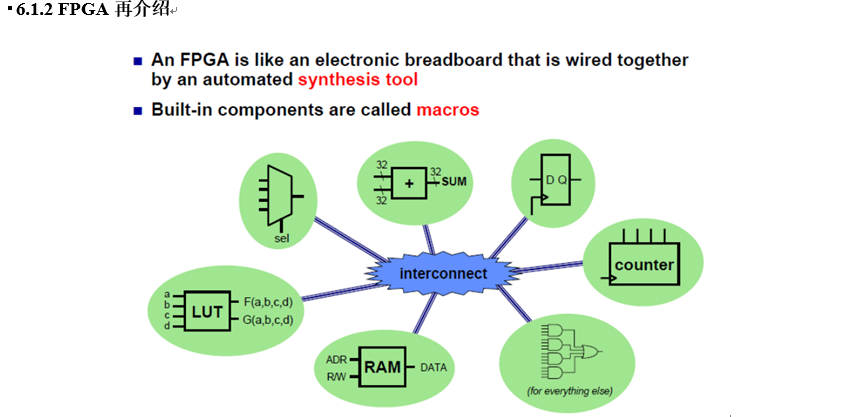 6.1.2 FPGA 再介绍
An FPGA is like an electronic breadboard that is wired together
by an automated synthesis tool
Built-in components are called macros
sel
32
32
+
32
SUM
D Q
counter
interconnect
a
b
c
d
LUT
F(a,b,c,d)
G(a,b,c,d)
ADR
R/W
RAM
DATA
(for everything else)